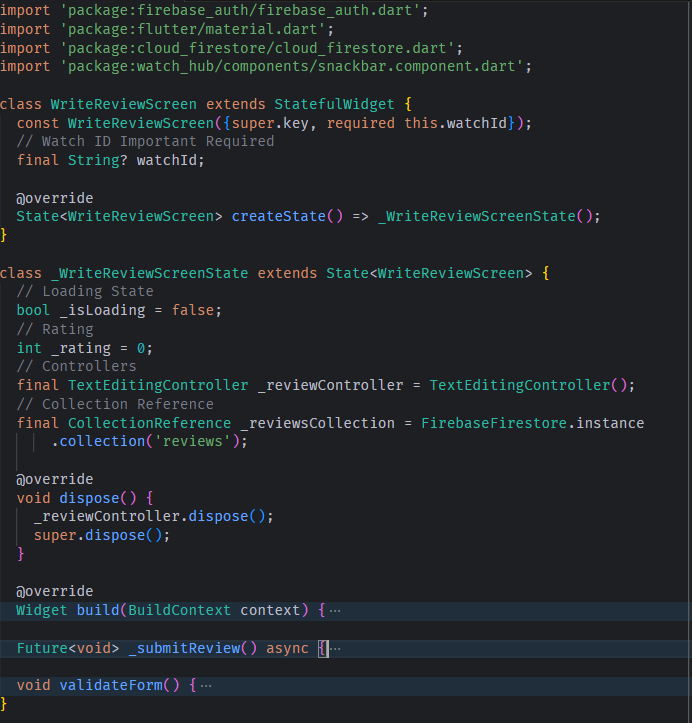 import 'package:firebase_auth/firebase_auth.dart';
import 'package:flutter/material.dart';
import 'package:cloud_firestore/cloud_firestore.dart';
import 'package:watch_hub/components/snackbar.component.dart';

class WriteReviewScreen extends StatefulWidget {
  const WriteReviewScreen({super.key, required this.watchId});
  // Watch ID Important Required
  final String? watchId;

  @override
  State<WriteReviewScreen> createState() => _WriteReviewScreenState();
}

class _WriteReviewScreenState extends State<WriteReviewScreen> {
  // Loading State
  bool _isLoading = false;
  // Rating
  int _rating = 0;
  // Controllers
  final TextEditingController _reviewController = TextEditingController();
  // Collection Reference
  final CollectionReference _reviewsCollection = FirebaseFirestore.instance
      .collection('reviews');

  @override
  void dispose() {
    _reviewController.dispose();
    super.dispose();
  }

  @override
  Widget build(BuildContext context) {···

  Future<void> _submitReview() async {···

  void validateForm() {···
}